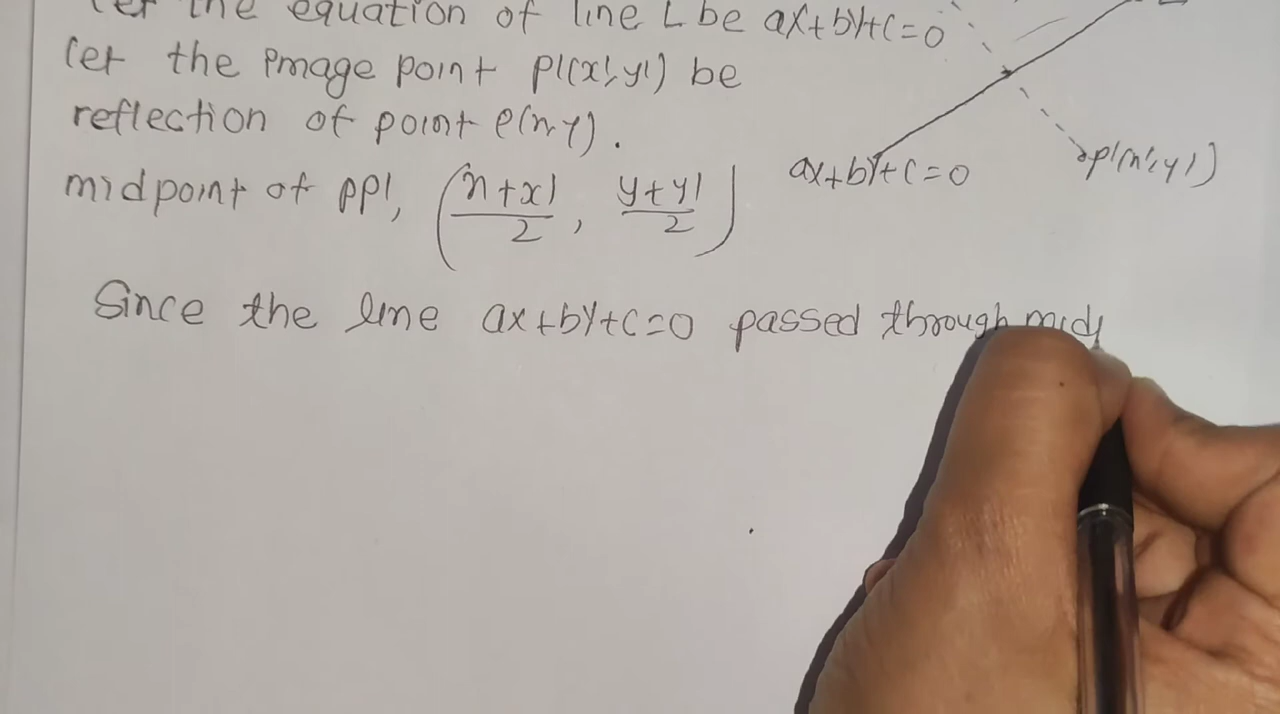 Let the equation of line L be ax+by+c=0
let the image point P'(x',y') be
reflection of point P(x,y).
midpoint of PP', (x+x'/2, y+y'/2)
ax+by+c=0
P'(x',y')
Since the line ax+by+c=0 passed through mid